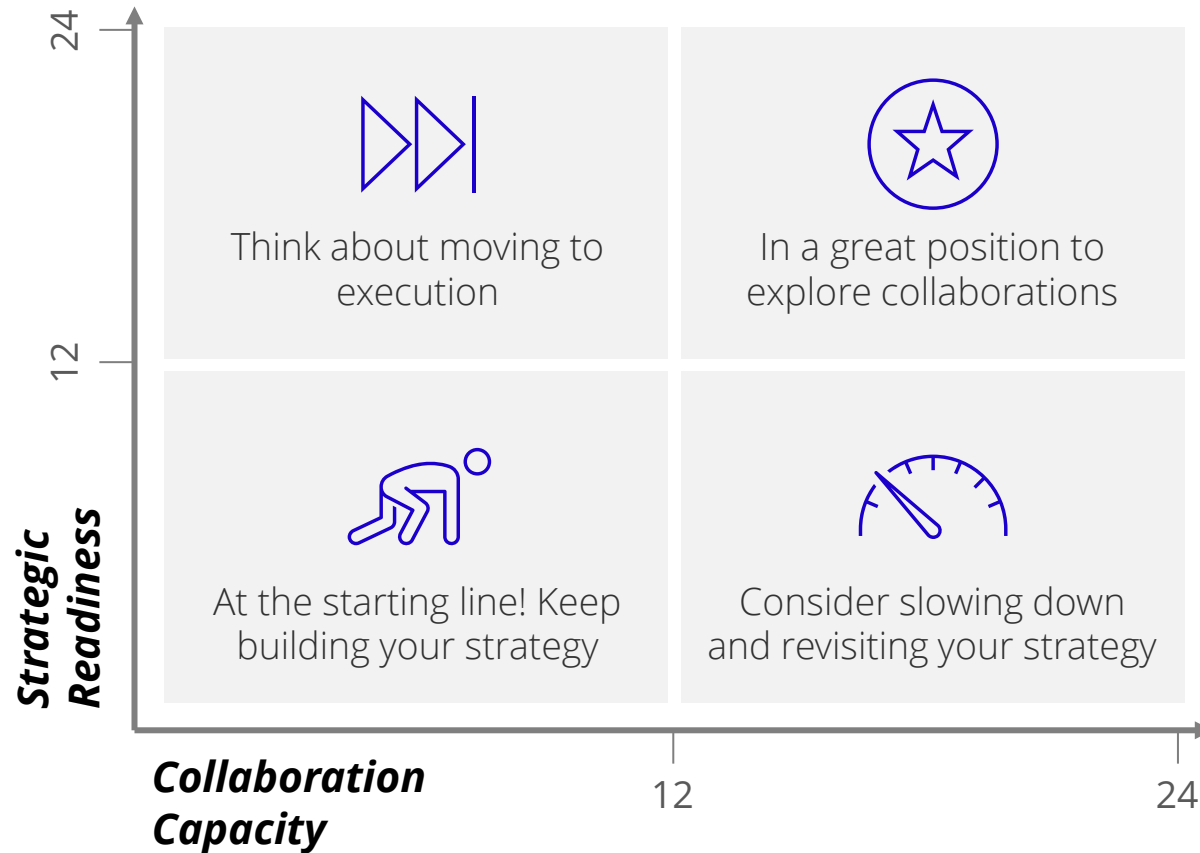 24
Think about moving to
execution
In a great position to
explore collaborations
12
At the starting line! Keep
building your strategy
Consider slowing down
and revisiting your strategy
Strategic
Readiness
Collaboration
Capacity
12
24